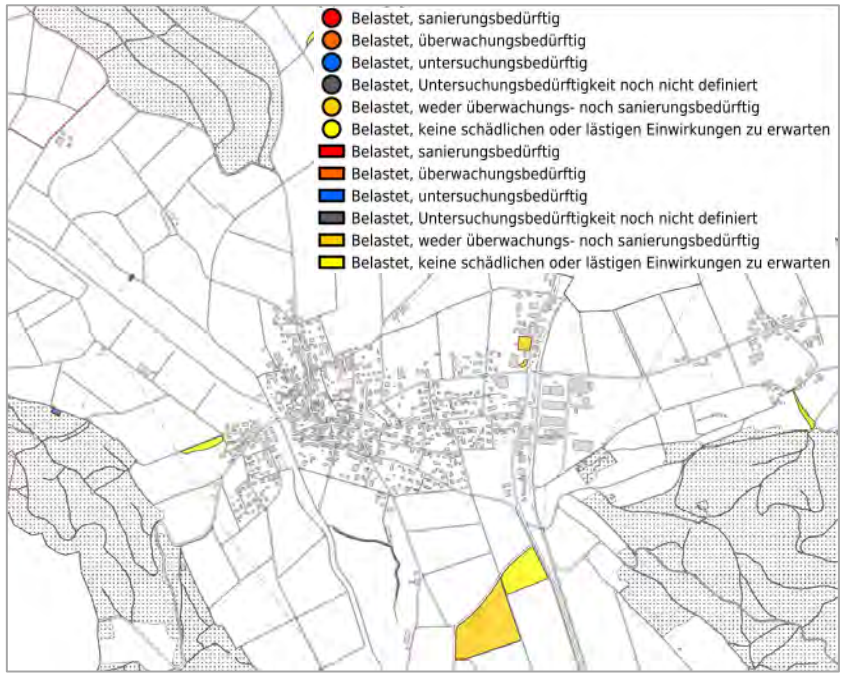 Belastet, sanierungsbedürftig
Belastet, überwachungsbedürftig
Belastet, untersuchungsbedürftig
Belastet, Untersuchungsbedürftigkeit noch nicht definiert
Belastet, weder überwachungs- noch sanierungsbedürftig
Belastet, keine schädlichen oder lästigen Einwirkungen zu erwarten
Belastet, sanierungsbedürftig
Belastet, überwachungsbedürftig
Belastet, untersuchungsbedürftig
Belastet, Untersuchungsbedürftigkeit noch nicht definiert
Belastet, weder überwachungs- noch sanierungsbedürftig
Belastet, keine schädlichen oder lästigen Einwirkungen zu erwarten